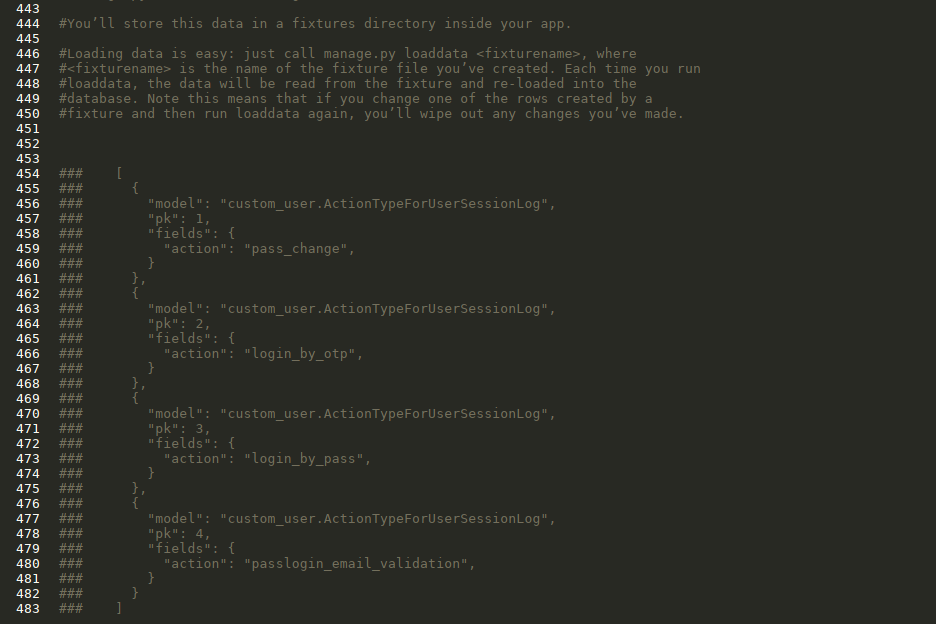 443
444 #You’ll store this data in a fixtures directory inside your app.
445
446 #Loading data is easy: just call manage.py loaddata <fixturename>, where
447 #<fixturename> is the name of the fixture file you’ve created. Each time you run
448 #loaddata, the data will be read from the fixture and re-loaded into the
449 #database. Note this means that if you change one of the rows created by a
450 #fixture and then run loaddata again, you’ll wipe out any changes you’ve made.
451
452
453
454 ###    [
455 ###      {
456 ###        "model": "custom_user.ActionTypeForUserSessionLog",
457 ###        "pk": 1,
458 ###        "fields": {
459 ###          "action": "pass_change",
460 ###        }
461 ###      },
462 ###      {
463 ###        "model": "custom_user.ActionTypeForUserSessionLog",
464 ###        "pk": 2,
465 ###        "fields": {
466 ###          "action": "login_by_otp",
467 ###        }
468 ###      },
469 ###      {
470 ###        "model": "custom_user.ActionTypeForUserSessionLog",
471 ###        "pk": 3,
472 ###        "fields": {
473 ###          "action": "login_by_pass",
474 ###        }
475 ###      },
476 ###      {
477 ###        "model": "custom_user.ActionTypeForUserSessionLog",
478 ###        "pk": 4,
479 ###        "fields": {
480 ###          "action": "passlogin_email_validation",
481 ###        }
482 ###      }
483 ###    ]